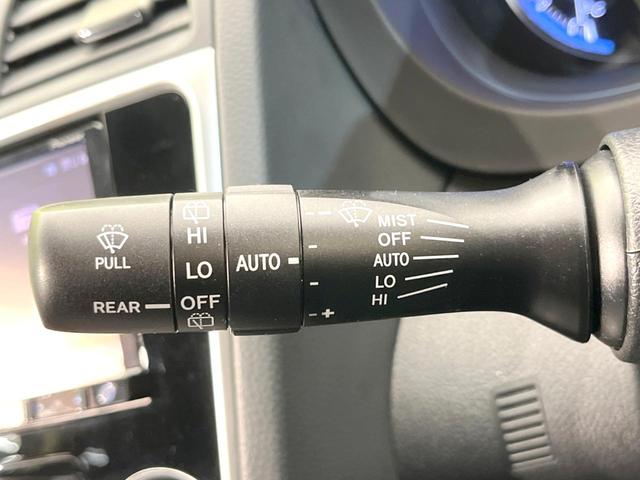 PULL
REAR
HI
LO
OFF
AUTO
- +
MIST
OFF
AUTO
LO
HI